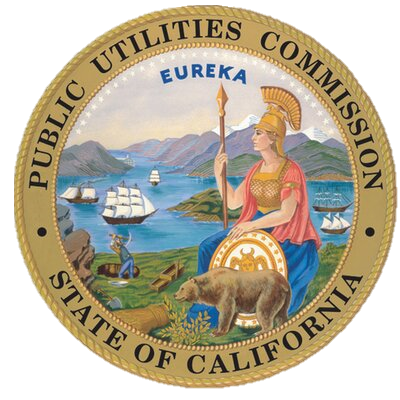 PUBLIC UTILITIES COMMISSION
EUREKA
STATE OF CALIFORNIA